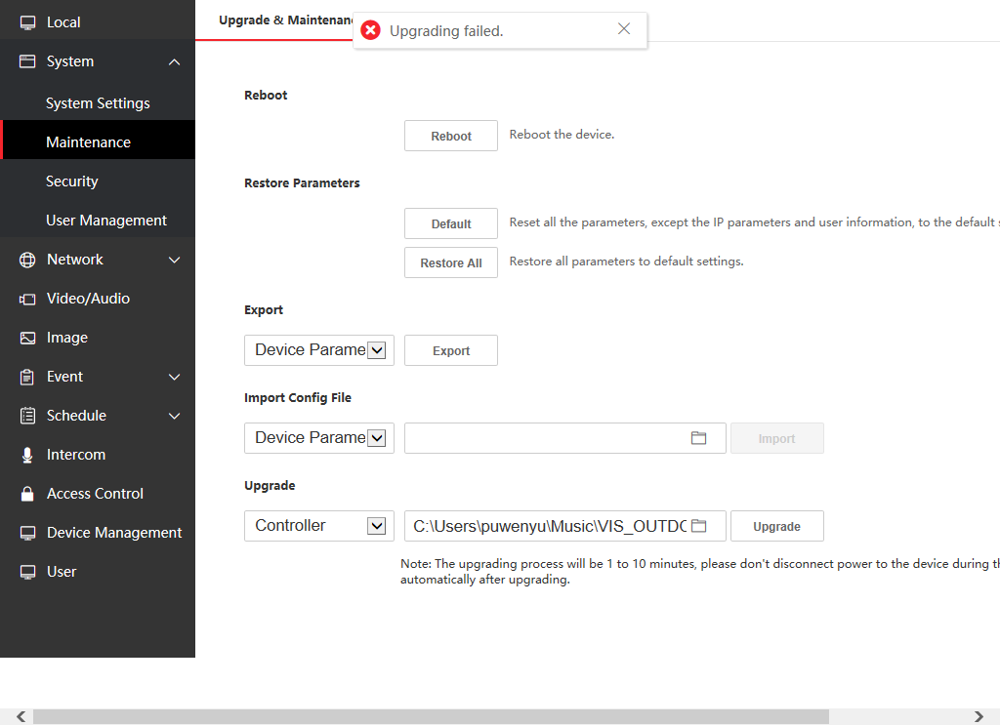 Local
System
System Settings
Maintenance
Security
User Management
Network
Video/Audio
Image
Event
Schedule
Intercom
Access Control
Device Management
User
Upgrade & Maintenan
Upgrading failed.
Reboot
Reboot Reboot the device.
Restore Parameters
Default Reset all the parameters, except the IP parameters and user information, to the default
Restore All Restore all parameters to default settings.
Export
Device Parame Export
Import Config File
Device Parame Import
Upgrade
Controller C:\Users\puwenyu\Music\VIS_OUTDO Upgrade
Note: The upgrading process will be 1 to 10 minutes, please don't disconnect power to the device during
automatically after upgrading.